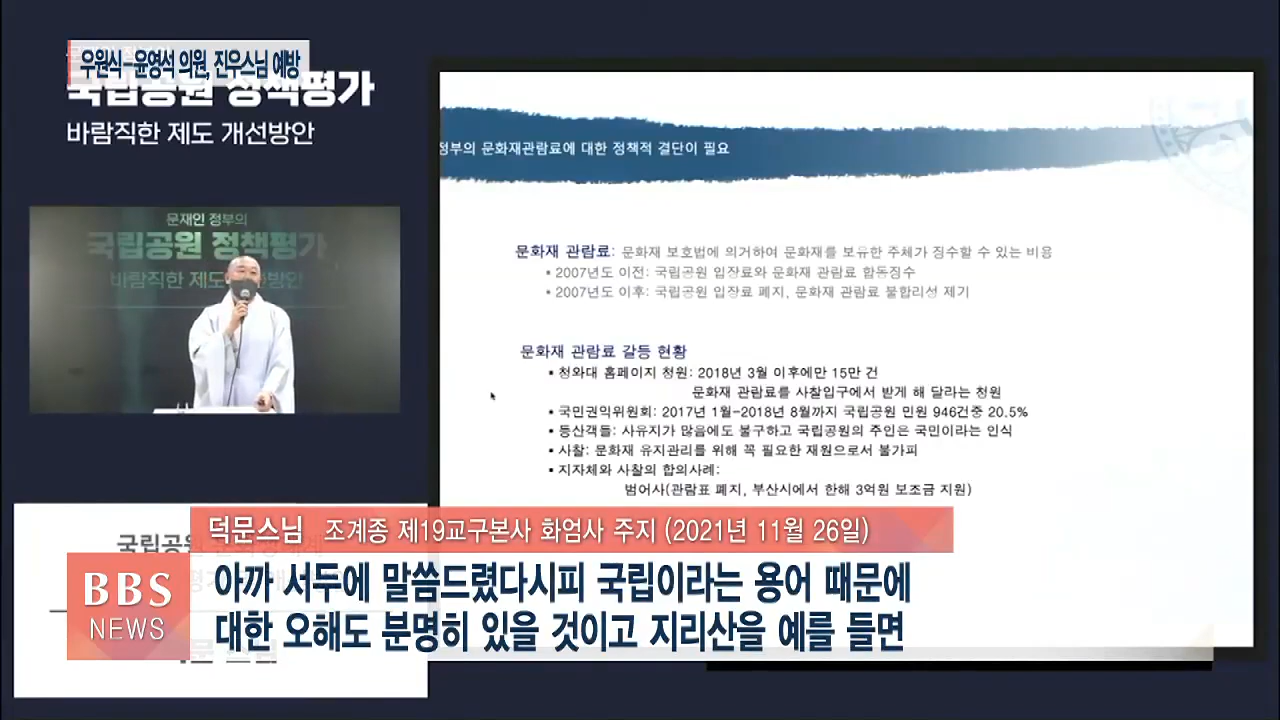 우원식-윤영석 의원, 진우스님 예방
국립공원 정책평가
바람직한 제도 개선방안
정부의 문화재관람료에 대한 정책적 결단이 필요
문재인 정부의
국립공원 정책평가
바람직한 제도
방안
문화재 관람료: 문화재 보호법에 의거하여 문화재를 보유한 주체가 징수할 수 있는 비용
• 2007년도 이전: 국립공원 입장료와 문화재 관람료 합동징수
• 2007년도 이후: 국립공원 입장료 폐지, 문화재 관람료 불합리성 제기
문화재 관람료 갈등 현황
▪ 청와대 홈페이지 청원: 2018년 3월 이후에만 15만 건
문화재 관람료를 사찰입구에서 받게 해 달라는 청원
▪ 국민권익위원회: 2017년 1월-2018년 8월까지 국립공원 민원 946건중 20.5%
▪ 등산객들: 사유지가 많음에도 불구하고 국립공원의 주인은 국민이라는 인식
▪ 사찰: 문화재 유지관리를 위해 꼭 필요한 재원으로서 불가피
▪ 지자체와 사찰의 합의사례:
범어사(관람표 폐지, 부산시에서 한해 3억원 보조금 지원)
덕문스님 조계종 제19교구본사 화엄사 주지 (2021년 11월 26일)
국립공원
BBS
NEWS
아까 서두에 말씀드렸다시피 국립이라는 용어 때문에
대한 오해도 분명히 있을 것이고 지리산을 예를 들면